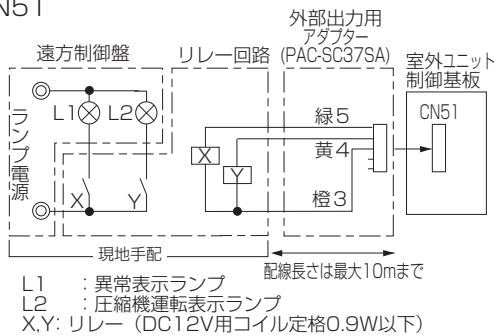 CN51
外部出力用
アダプター
(PAC-SC37SA)
遠方制御盤
リレー回路
室外ユニット
制御基板
ランプ電源
L1
L2
X
Y
X
Y
緑5
黄4
橙3
CN51
現地手配
配線長さは最大10mまで
L1 :異常表示ランプ
L2 :圧縮機運転表示ランプ
X,Y:リレー(DC12V用コイル定格0.9W以下)